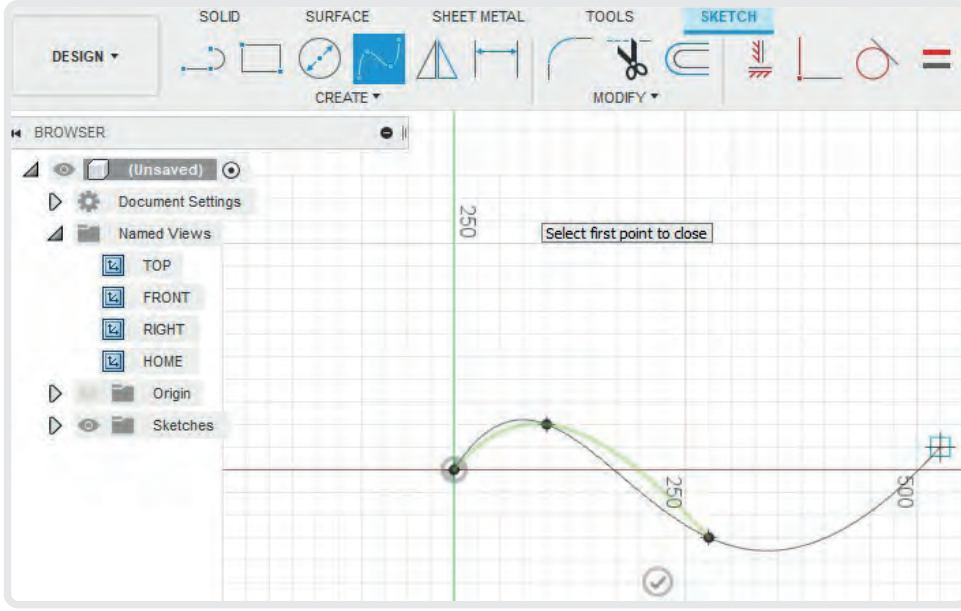 SOLID SURFACE SHEET METAL TOOLS SKETCH
DESIGN
CREATE MODIFY
BROWSER
(Unsaved)
Document Settings
Named Views
TOP
FRONT
RIGHT
HOME
Origin
Sketches
250
Select first point to close
250
500